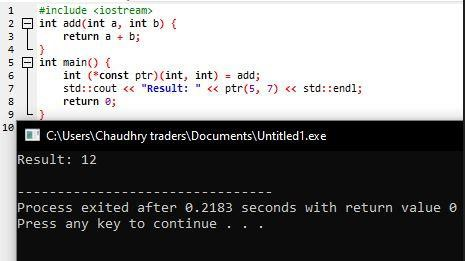 1 #include <iostream>
2 int add(int a, int b) {
3 return a + b;
4 }
5 int main() {
6 int (*const ptr)(int, int) = add;
7 std::cout << "Result: " << ptr(5, 7) << std::endl;
8 return 0;
9 }
10
C:\Users\Chaudhry traders\Documents\Untitled1.exe
Result: 12
--------------------------------
Process exited after 0.2183 seconds with return value 0
Press any key to continue . . .